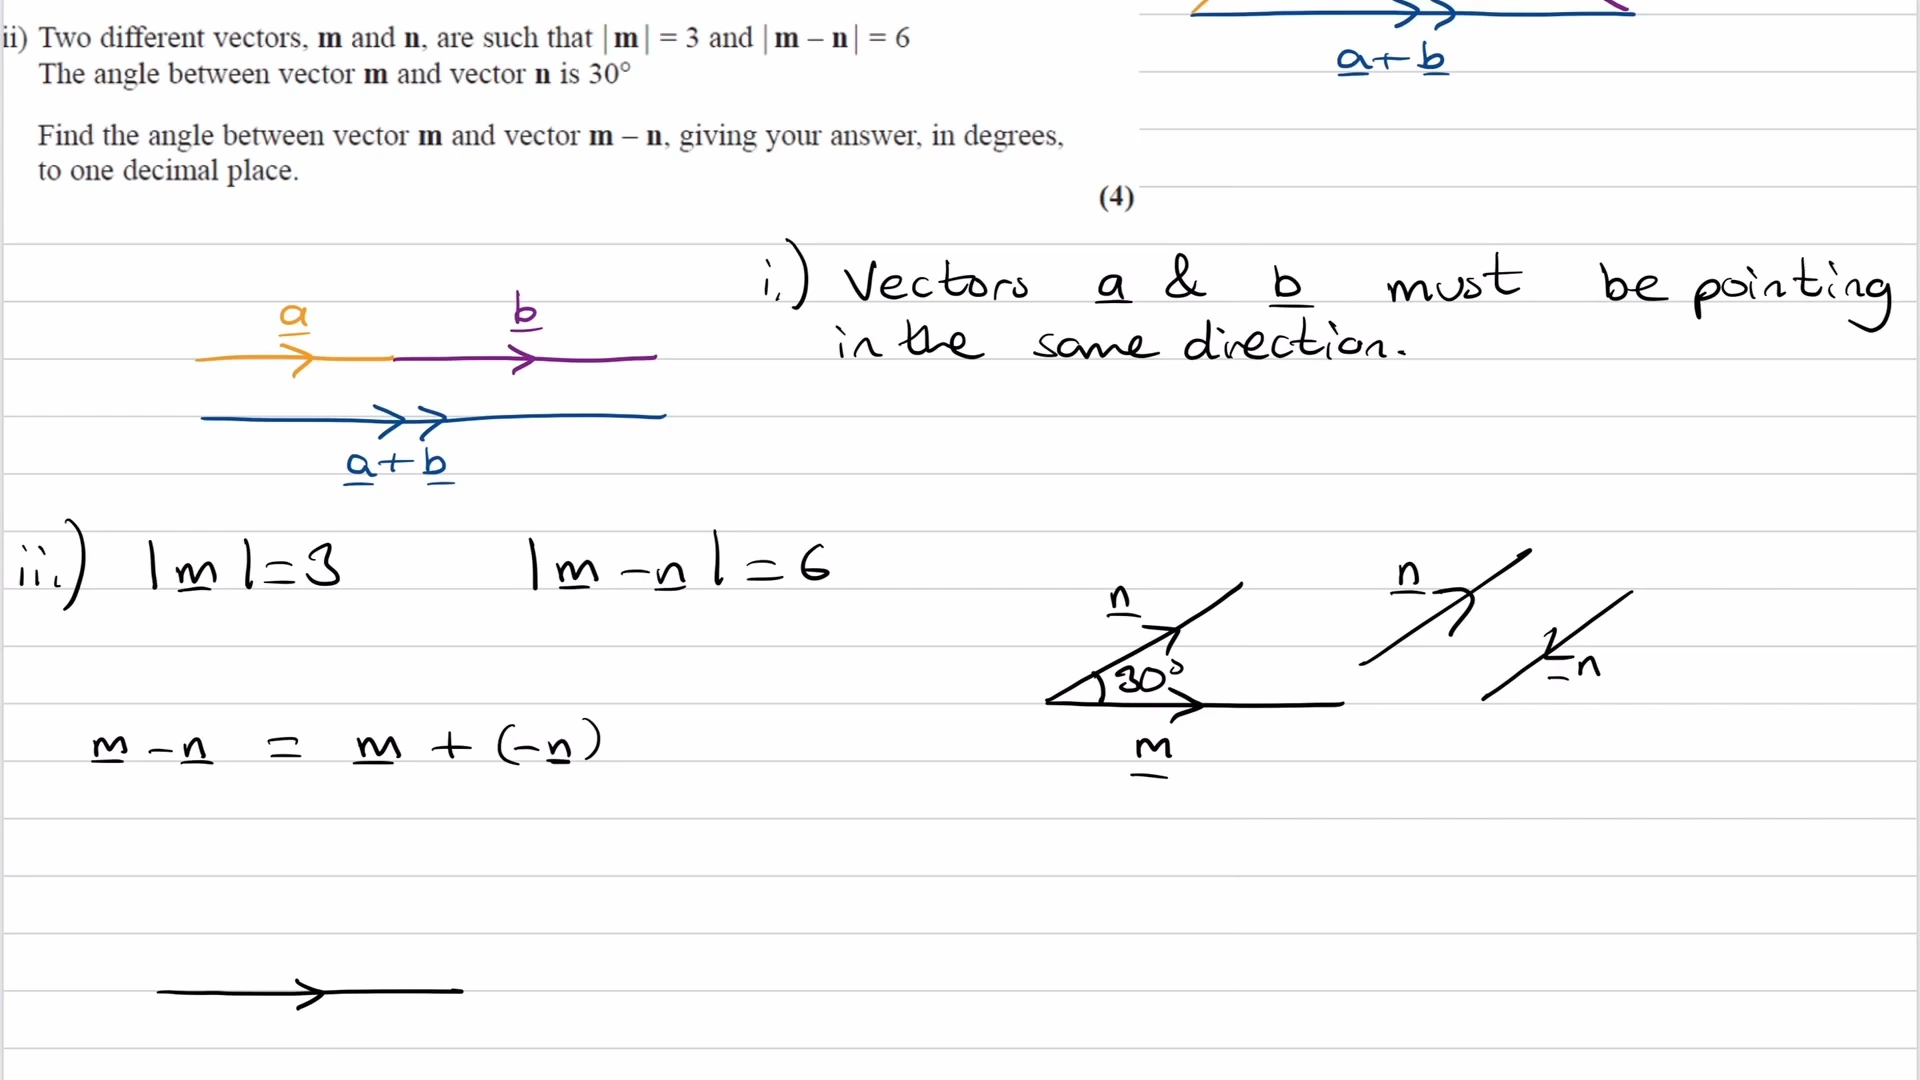 ii) Two different vectors, m and n, are such that |m| = 3 and |m – n| = 6
The angle between vector m and vector n is 30°
Find the angle between vector m and vector m – n, giving your answer, in degrees,
to one decimal place.
(4)
a+b
i.) Vectors a & b must be pointing
in the same direction.
a b
a+b
ii.) |m|=3 |m-n|=6
n
30°
m
n
-n
m-n = m + (-n)